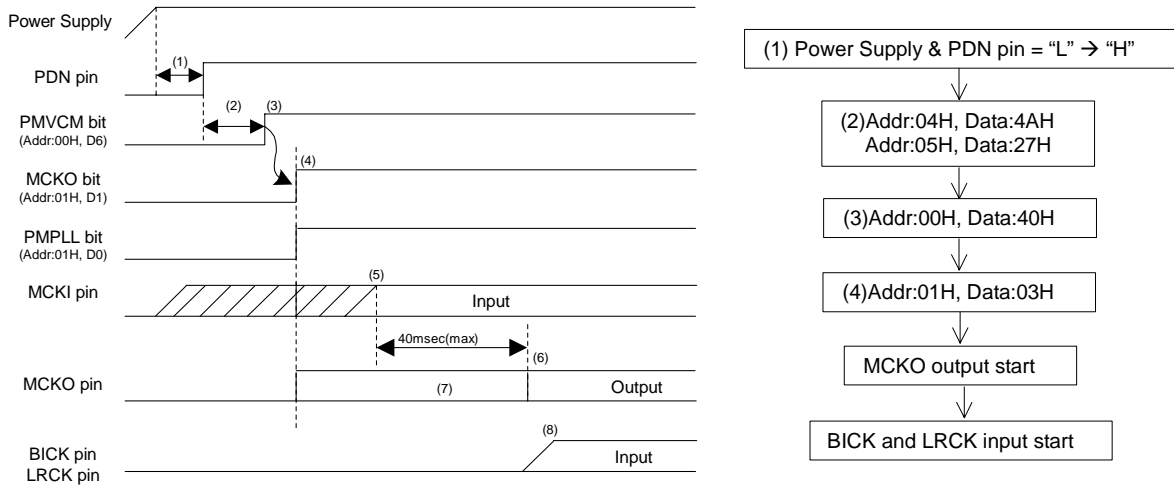 Power Supply
(1)
PDN pin
(2)
(3)
PMVCM bit
(Addr:00H, D6)
(4)
MCKO bit
(Addr:01H, D1)
PMPLL bit
(Addr:01H, D0)
(5)
MCKI pin
Input
40msec(max)
(6)
MCKO pin
(7)
Output
(8)
BICK pin
LRCK pin
Input
(1) Power Supply & PDN pin = “L” → “H”
(2)Addr:04H, Data:4AH
Addr:05H, Data:27H
(3)Addr:00H, Data:40H
(4)Addr:01H, Data:03H
MCKO output start
BICK and LRCK input start